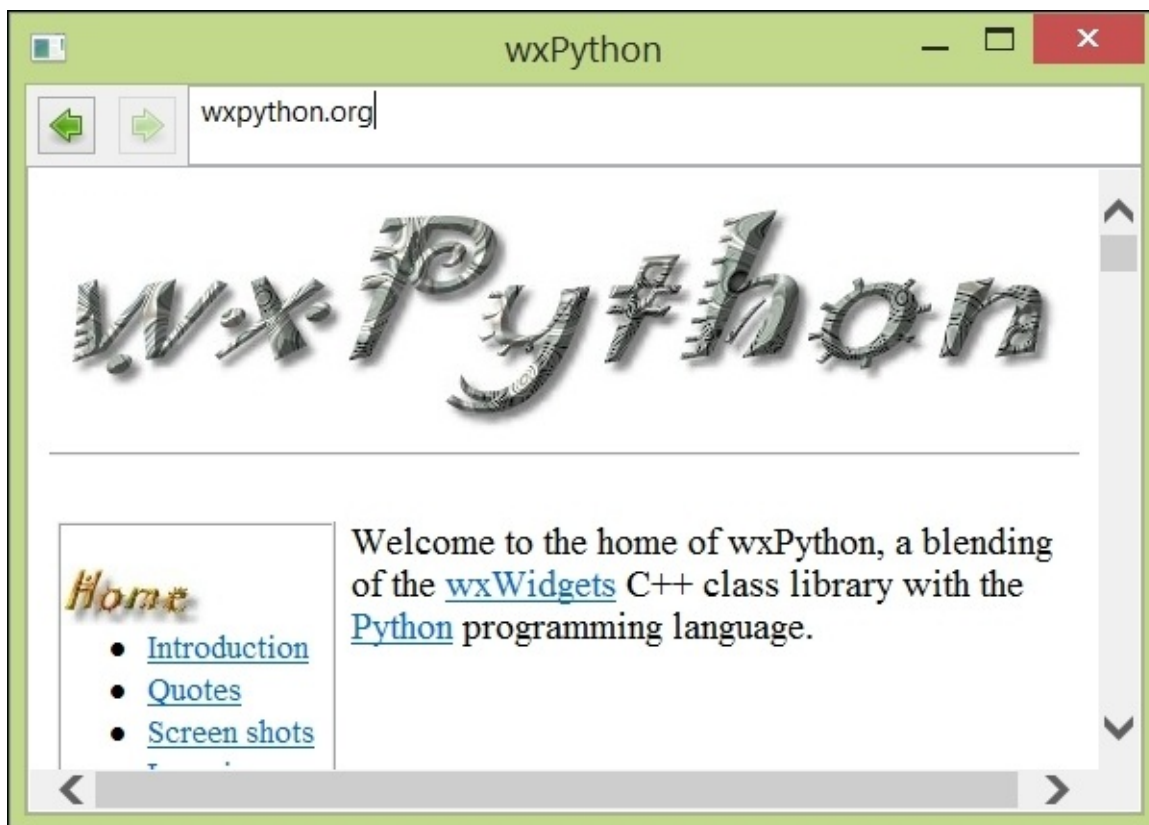 wxPython
wxpython.org
wxPython
Home
Introduction
Quotes
Screen shots
Welcome to the home of wxPython, a blending
of the wxWidgets C++ class library with the
Python programming language.